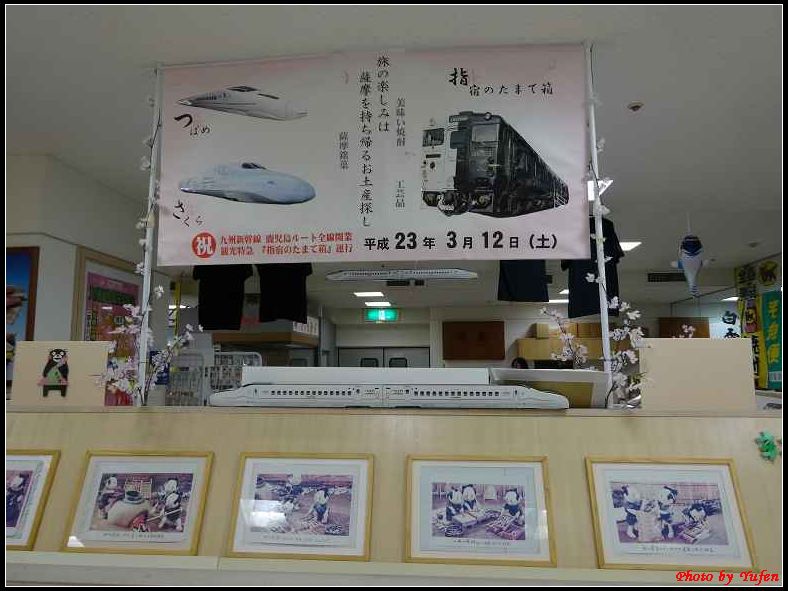 指宿のたまて箱
旅の楽しみは
薩摩を持ち帰るお土産探し
美味い焼酎
工芸品
薩摩銘菓
つばめ
さくら
祝
九州新幹線 鹿児島ルート全線開業
観光特急 『指宿のたまて箱』運行
平成 23 年 3 月 12 日 (土)
Photo by Yufen